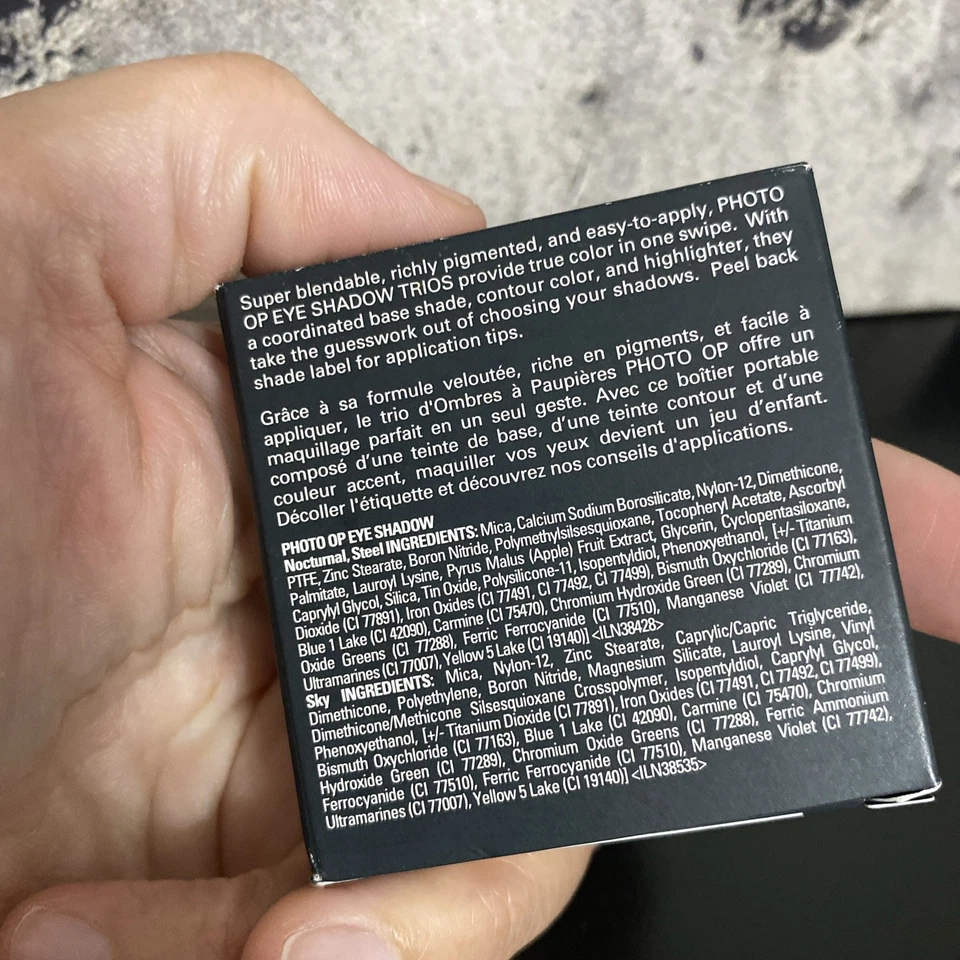 Super blendable, richly pigmented, and easy-to-apply, PHOTO
OP EYE SHADOW TRIOS provide true color in one swipe. With
a coordinated base shade, contour color, and highlighter, they
take the guesswork out of choosing your shadows. Peel back
shade label for application tips.
Grâce à sa formule veloutée, riche en pigments, et facile à
appliquer, le trio d'Ombres à Paupières PHOTO OP offre un
maquillage parfait en un seul geste. Avec ce boîtier portable
composé d'une teinte de base, d'une teinte contour et d'une
couleur accent, maquiller vos yeux devient un jeu d'enfant.
Décoller l'étiquette et découvrez nos conseils d'applications.
PHOTO OP EYE SHADOW
Nocturnal, Steel INGREDIENTS: Mica, Calcium Sodium Borosilicate, Nylon-12, Dimethicone,
PTFE, Zinc Stearate, Boron Nitride, Polymethylsilsesquioxane, Tocopheryl Acetate, Ascorbyl
Palmitate, Lauroyl Lysine, Pyrus Malus (Apple) Fruit Extract, Glycerin, Cyclopentasiloxane,
Caprylyl Glycol, Silica, Tin Oxide, Polysilicone-11, Isopentyldiol, Phenoxyethanol, [+/- Titanium
Dioxide (CI 77891), Iron Oxides (CI 77491, CI 77492, CI 77499), Bismuth Oxychloride (CI 77163),
Blue 1 Lake (CI 42090), Carmine (CI 75470), Chromium Hydroxide Green (CI 77289), Chromium
Oxide Greens (CI 77288), Ferric Ferrocyanide (CI 77510), Manganese Violet (CI 77742),
Ultramarines (CI 77007), Yellow 5 Lake (CI 19140)] <ILN38428>
Sky INGREDIENTS: Mica, Nylon-12, Zinc Stearate, Caprylic/Capric Triglyceride,
Dimethicone, Polyethylene, Boron Nitride, Magnesium Silicate, Lauroyl Lysine, Vinyl
Dimethicone/Methicone Silsesquioxane Crosspolymer, Isopentyldiol, Caprylyl Glycol,
Phenoxyethanol, [+/- Titanium Dioxide (CI 77891), Iron Oxides (CI 77491, CI 77492, CI 77499),
Bismuth Oxychloride (CI 77163), Blue 1 Lake (CI 42090), Carmine (CI 75470), Chromium
Hydroxide Green (CI 77289), Chromium Oxide Greens (CI 77288), Ferric Ammonium
Ferrocyanide (CI 77510), Ferric Ferrocyanide (CI 77510), Manganese Violet (CI 77742),
Ultramarines (CI 77007), Yellow 5 Lake (CI 19140)] <ILN38535>